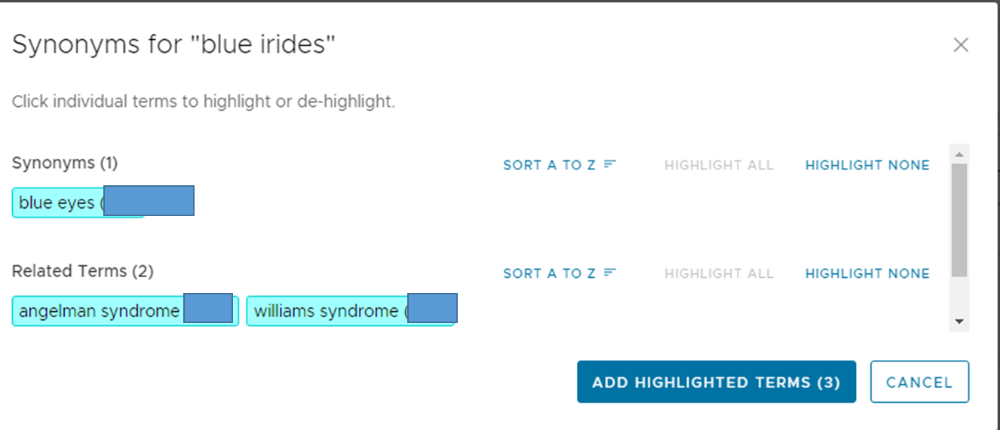 Synonyms for "blue irides"
Click individual terms to highlight or de-highlight.
Synonyms (1) SORT A TO Z HIGHLIGHT ALL HIGHLIGHT NONE
blue eyes (
Related Terms (2) SORT A TO Z HIGHLIGHT ALL HIGHLIGHT NONE
angelman syndrome williams syndrome (
ADD HIGHLIGHTED TERMS (3) CANCEL